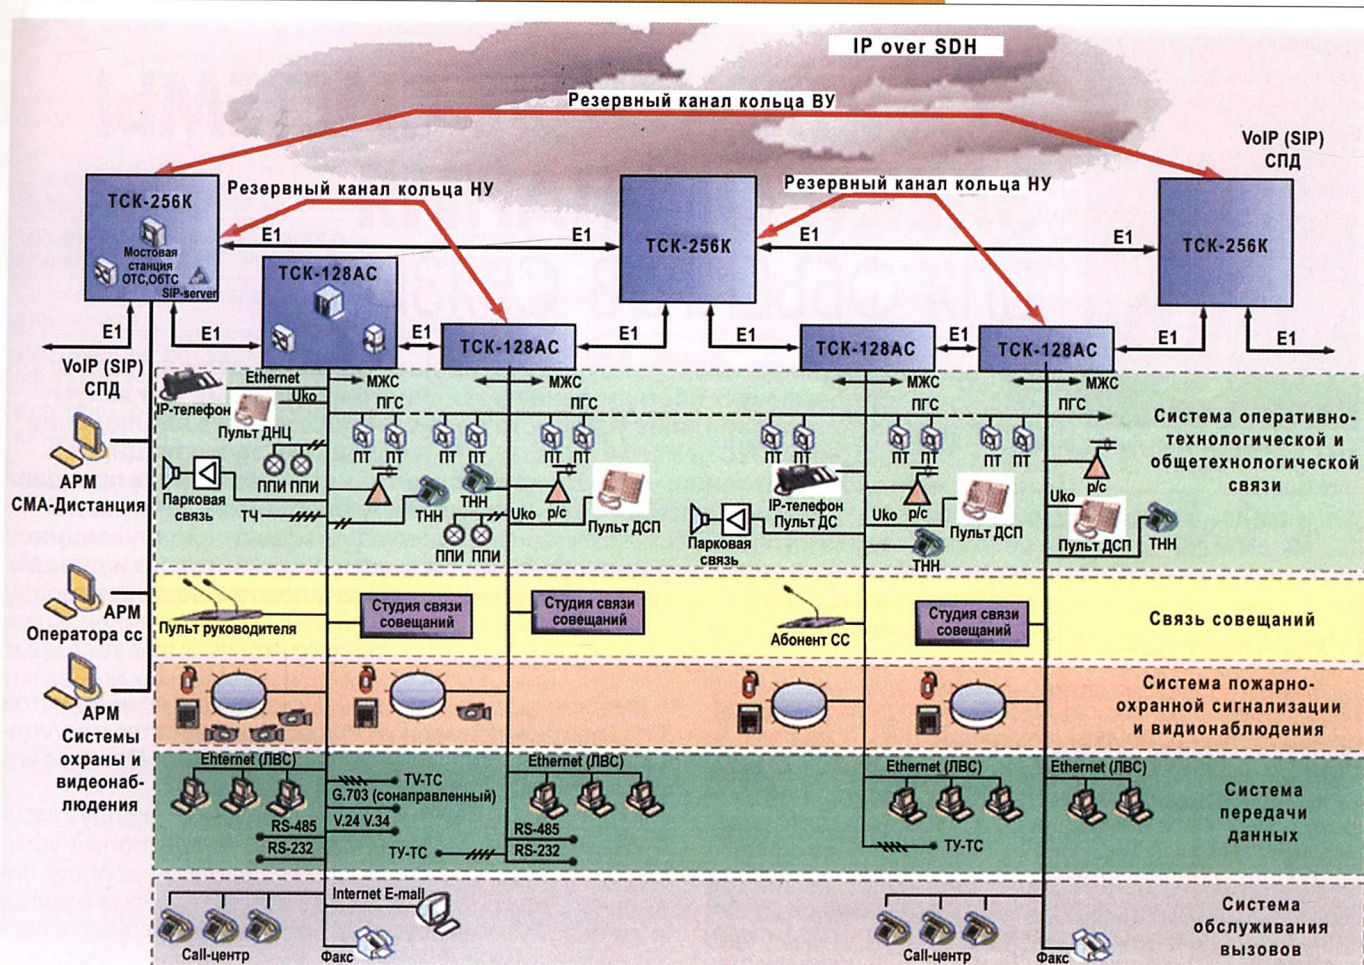 IP over SDH
Резервный канал кольца ВУ
VoIP (SIP)
СПД
Резервный канал кольца НУ
Резервный канал кольца НУ
ТСК-256К
Мостовая
станция
ОТС,ОбТС
SIP-server
ТСК-256К
ТСК-256К
E1
E1
E1
E1
ТСК-128АС
E1
E1
E1
ТСК-128АС
E1
E1
ТСК-128АС
E1
ТСК-128АС
E1
E1
VoIP (SIP)
СПД
Ethernet
Uko
IP-телефон
Пульт ДНЦ
МЖС
МЖС
МЖС
МЖС
ПГС
ПГС
ПГС
ПГС
ПТ ПТ
ПТ ПТ
ПТ ПТ
ПТ ПТ
ПТ ПТ
ПТ ПТ
ППИ ППИ
Парковая
связь
ТЧ
ТНН
ТНН
ППИ ППИ
Uko
р/с
Пульт ДСП
IP-телефон
Пульт ДС
Парковая
связь
Uko
р/с
ТНН
Пульт ДСП
Uko
р/с
Пульт ДСП
ТНН
Система оперативно-
технологической и
общетехнологической
связи
АРМ
СМА-Дистанция
АРМ
Оператора сс
Пульт руководителя
Студия связи
совещаний
Студия связи
совещаний
Абонент СС
Студия связи
совещаний
Связь совещаний
АРМ
Системы
охраны и
видеонаб-
людения
Система пожарно-
охранной сигнализации
и видионаблюдения
Ehternet (ЛВС)
TV-TC
G.703 (сонаправленный)
V.24 V.34
RS-485
RS-232
Ethernet (ЛВС)
RS-485
RS-232
ТУ-ТС
Ethernet (ЛВС)
ТУ-ТС
Ethernet (ЛВС)
Система
передачи
данных
Internet E-mall
Call-центр
Факс
Call-центр
Факс
Система
обслуживания
вызовов